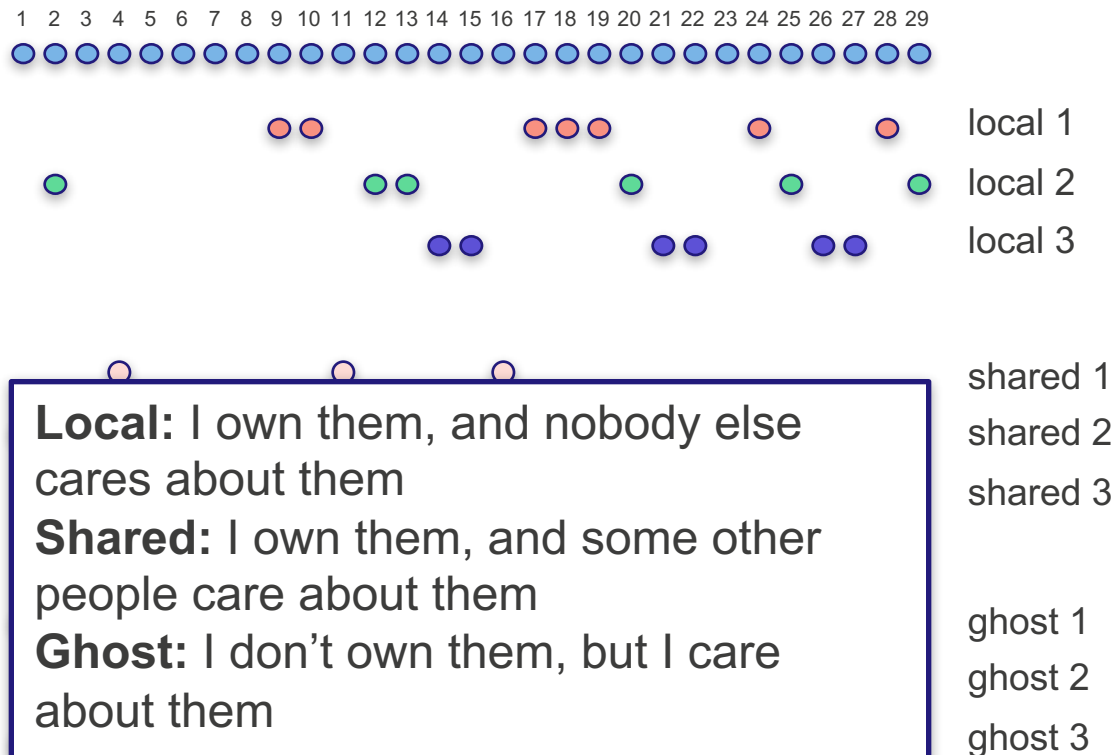 1 2 3 4 5 6 7 8 9 10 11 12 13 14 15 16 17 18 19 20 21 22 23 24 25 26 27 28 29
local 1
local 2
local 3
shared 1
shared 2
shared 3
Local: I own them, and nobody else
cares about them
Shared: I own them, and some other
people care about them
Ghost: I don’t own them, but I care
about them
ghost 1
ghost 2
ghost 3